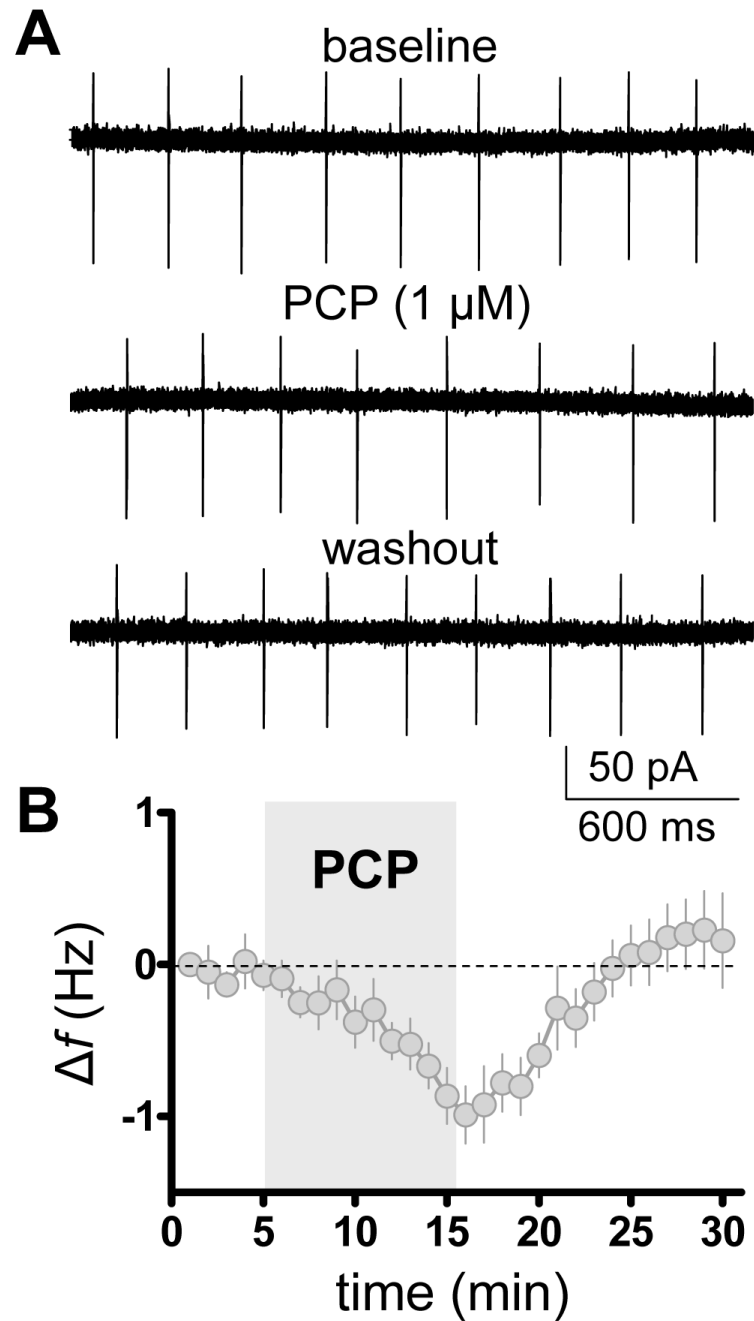 A
baseline
PCP (1 µM)
washout
50 pA
600 ms
B
PCP
1
0
-1
Δf (Hz)
0 5 10 15 20 25 30
time (min)